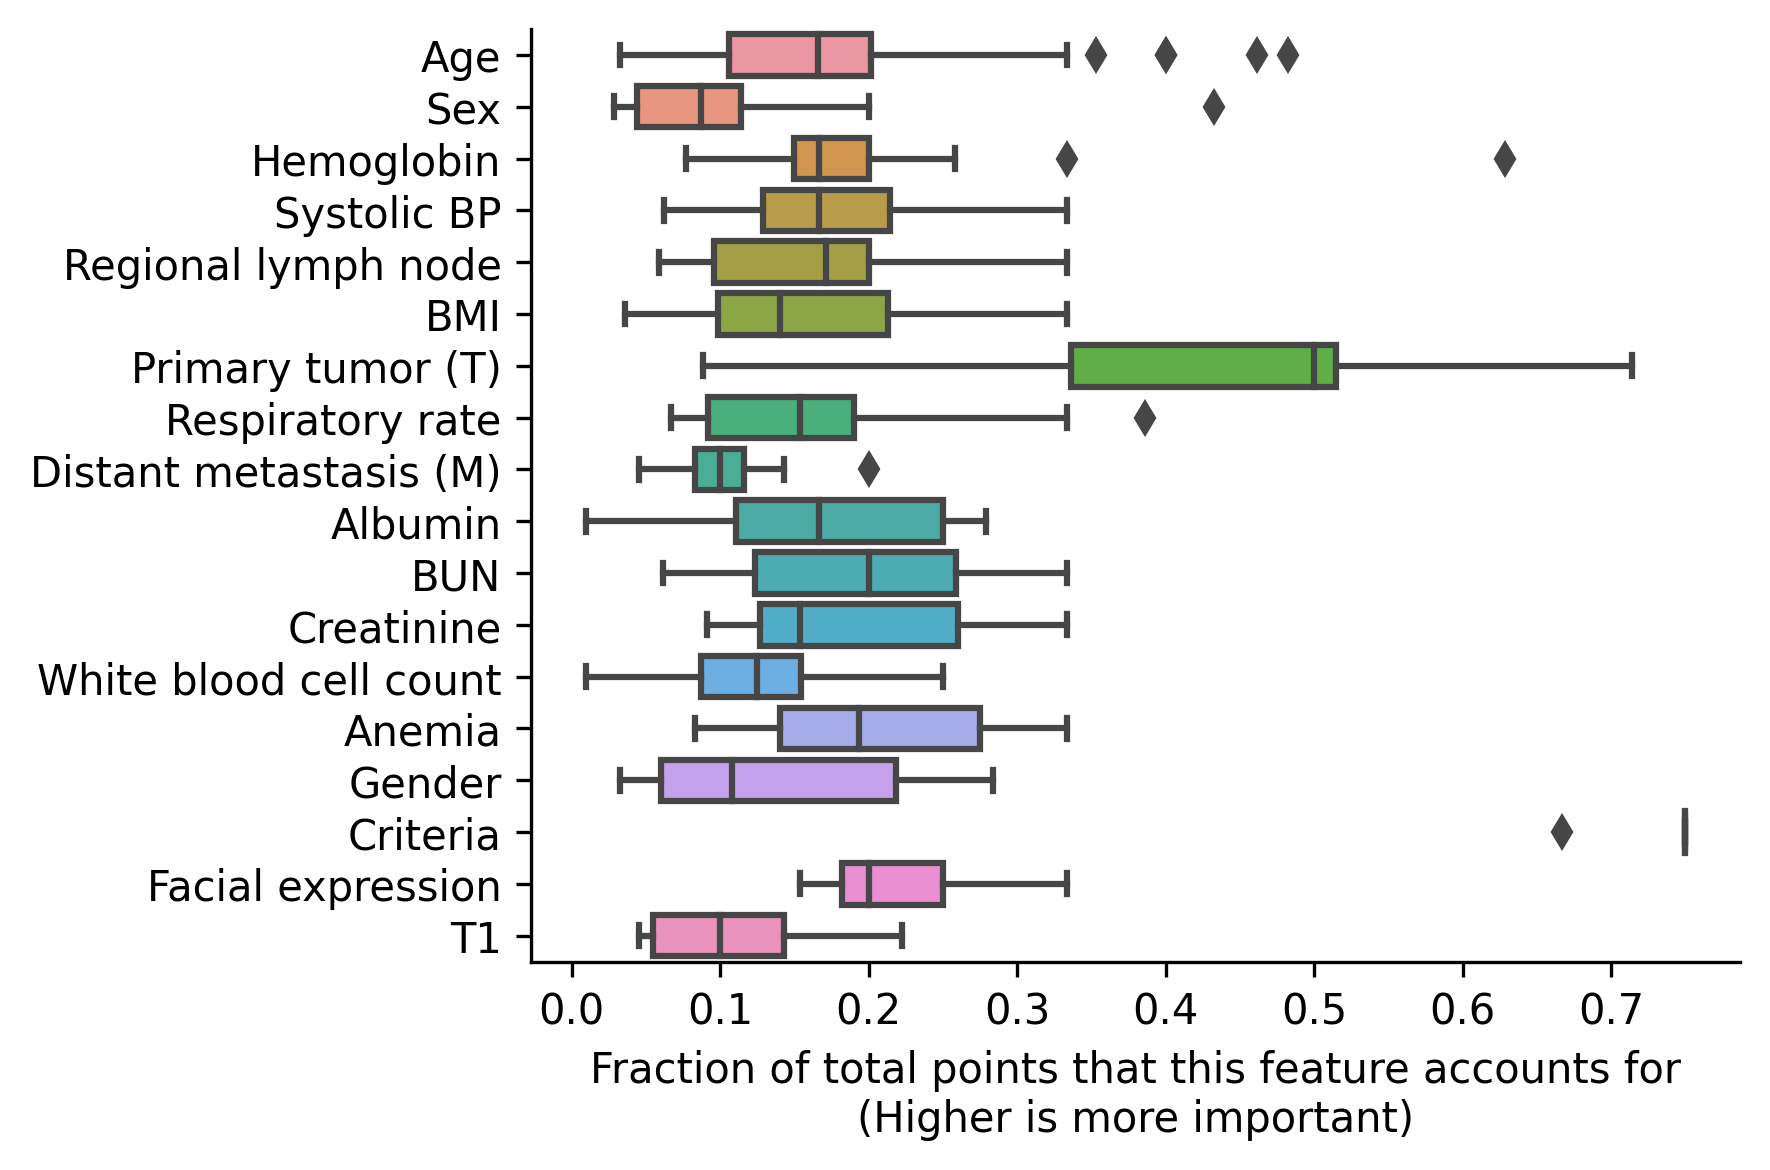 Age
Sex
Hemoglobin
Systolic BP
Regional lymph node
BMI
Primary tumor (T)
Respiratory rate
Distant metastasis (M)
Albumin
BUN
Creatinine
White blood cell count
Anemia
Gender
Criteria
Facial expression
T1
0.0 0.1 0.2 0.3 0.4 0.5 0.6 0.7
Fraction of total points that this feature accounts for
(Higher is more important)